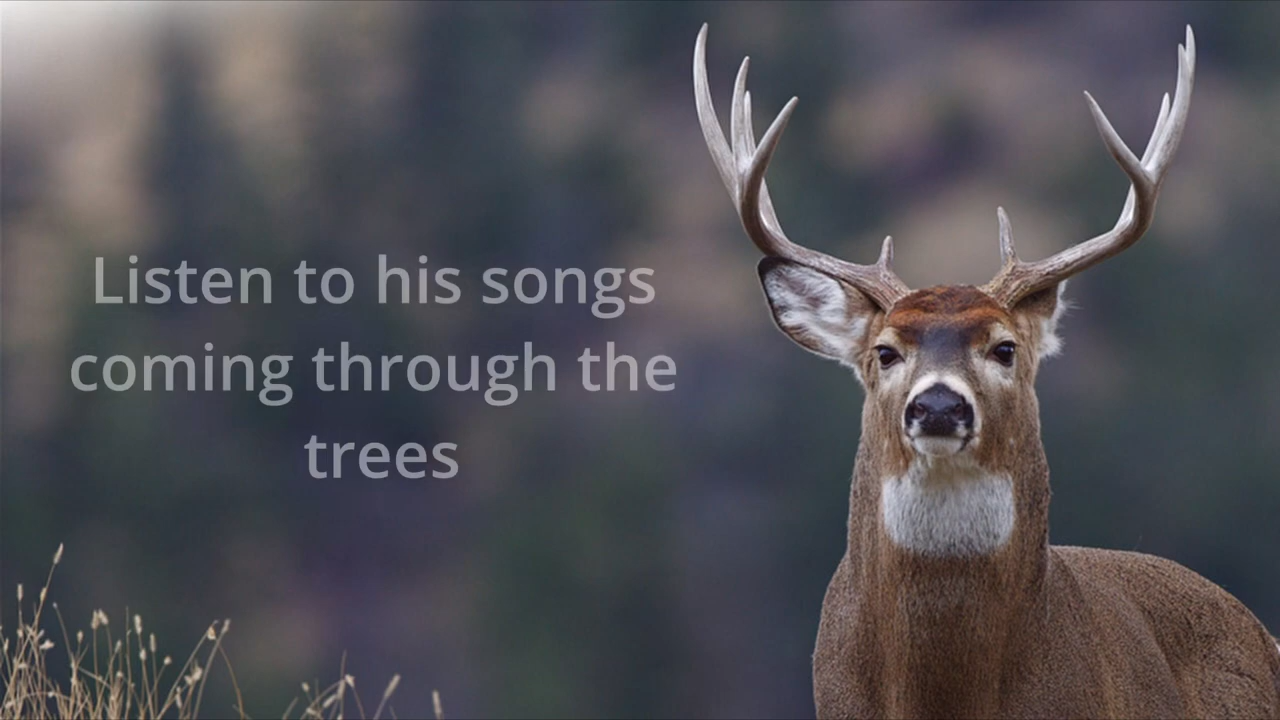 Listen to his songs
coming through the
trees